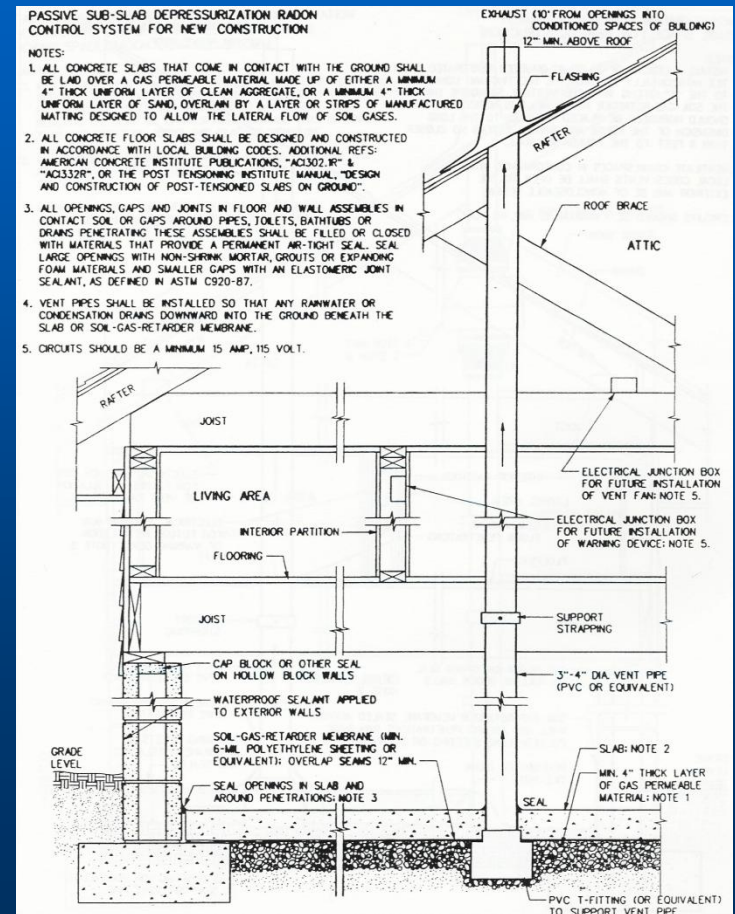 PASSIVE SUB-SLAB DEPRESSURIZATION RADON
CONTROL SYSTEM FOR NEW CONSTRUCTION
NOTES:
1. ALL CONCRETE SLABS THAT COME IN CONTACT WITH THE GROUND SHALL
BE LAID OVER A GAS PERMEABLE MATERIAL MADE UP OF EITHER A MINIMUM
4" THICK UNIFORM LAYER OF CLEAN AGGREGATE, OR A MINIMUM 4" THICK
UNIFORM LAYER OF SAND, OVERLAIN BY A LAYER OR STRIPS OF MANUFACTURED
MATTING DESIGNED TO ALLOW THE LATERAL FLOW OF SOIL GASES.
2. ALL CONCRETE FLOOR SLABS SHALL BE DESIGNED AND CONSTRUCTED
IN ACCORDANCE WITH LOCAL BUILDING CODES. ADDITIONAL REFS:
AMERICAN CONCRETE INSTITUTE PUBLICATIONS, "ACI302.1R" &
"ACI332R", OR THE POST TENSIONING INSTITUTE MANUAL, "DESIGN
AND CONSTRUCTION OF POST-TENSIONED SLABS ON GROUND".
3. ALL OPENINGS, GAPS AND JOINTS IN FLOOR AND WALL ASSEMBLIES IN
CONTACT SOIL OR GAPS AROUND PIPES, TOILETS, BATHTUBS OR
DRAINS PENETRATING THESE ASSEMBLIES SHALL BE FILLED OR CLOSED
WITH MATERIALS THAT PROVIDE A PERMANENT AIR-TIGHT SEAL. SEAL
LARGE OPENINGS WITH NON-SHRINK MORTAR, GROUTS OR EXPANDING
FOAM MATERIALS AND SMALLER GAPS WITH AN ELASTOMERIC JOINT
SEALANT, AS DEFINED IN ASTM C920-87.
4. VENT PIPES SHALL BE INSTALLED SO THAT ANY RAINWATER OR
CONDENSATION DRAINS DOWNWARD INTO THE GROUND BENEATH THE
SLAB OR SOIL-GAS-RETARDER MEMBRANE.
5. CIRCUITS SHOULD BE A MINIMUM 15 AMP, 115 VOLT.
EXHAUST (10' FROM OPENINGS INTO
CONDITIONED SPACES OF BUILDING)
12" MIN. ABOVE ROOF
FLASHING
RAFTER
ROOF BRACE
ATTIC
RAFTER
JOIST
ELECTRICAL JUNCTION BOX
FOR FUTURE INSTALLATION
OF VENT FAN: NOTE 5.
LIVING AREA
ELECTRICAL JUNCTION BOX
FOR FUTURE INSTALLATION
OF WARNING DEVICE: NOTE 5.
INTERIOR PARTITION
FLOORING
JOIST
SUPPORT
STRAPPING
CAP BLOCK OR OTHER SEAL
ON HOLLOW BLOCK WALLS
3"-4" DIA. VENT PIPE
(PVC OR EQUIVALENT)
WATERPROOF SEALANT APPLIED
TO EXTERIOR WALLS
SOIL-GAS-RETARDER MEMBRANE (MIN.
6-MIL POLYETHYLENE SHEETING OR
EQUIVALENT): OVERLAP SEAMS 12" MIN.
GRADE
LEVEL
SLAB: NOTE 2
MIN. 4" THICK LAYER
OF GAS PERMEABLE
MATERIAL: NOTE 1
SEAL OPENINGS IN SLAB AND
AROUND PENETRATIONS: NOTE 3
SEAL
PVC T-FITTING (OR EQUIVALENT)
TO SUPPORT VENT PIPE